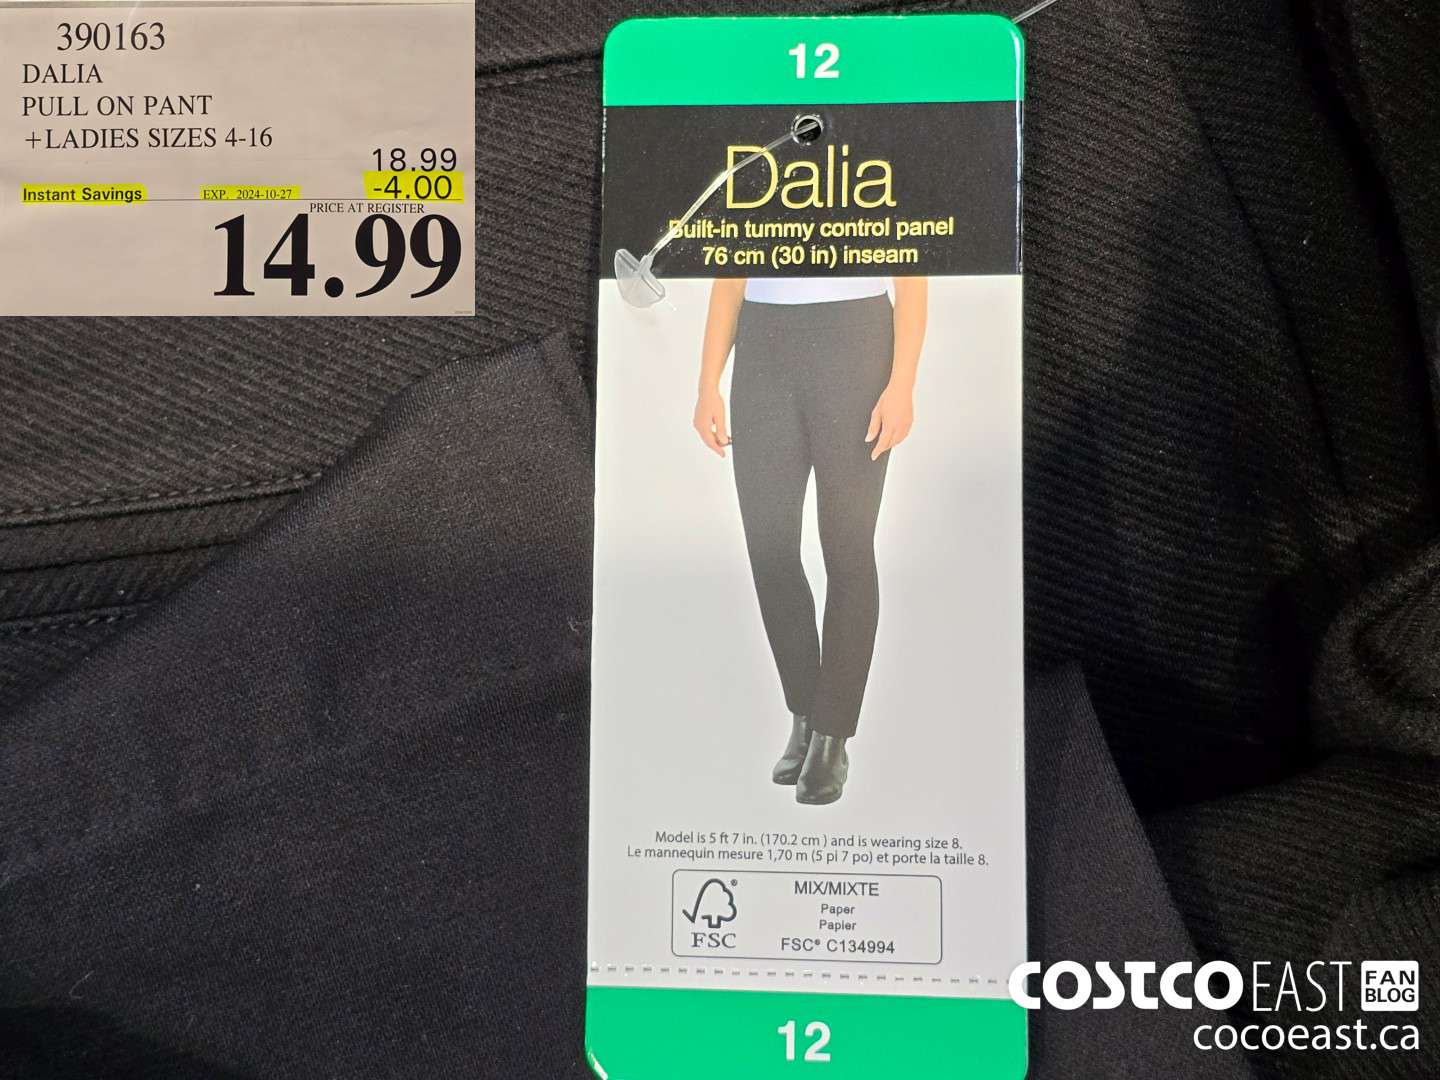 390163
DALIA
PULL ON PANT
+LADIES SIZES 4-16
18.99
Instant Savings EXP. 2024-10-27 -4.00
PRICE AT REGISTER
14.99
12
Dalia
Built-in tummy control panel
76 cm (30 in) inseam
Model is 5 ft 7 in. (170.2 cm ) and is wearing size 8.
Le mannequin mesure 1,70 m (5 pi 7 po) et porte la taille 8.
FSC
MIX/MIXTE
Paper
Papier
FSC® C134994
12
COSTCO EAST FAN BLOG
cocoeast.ca